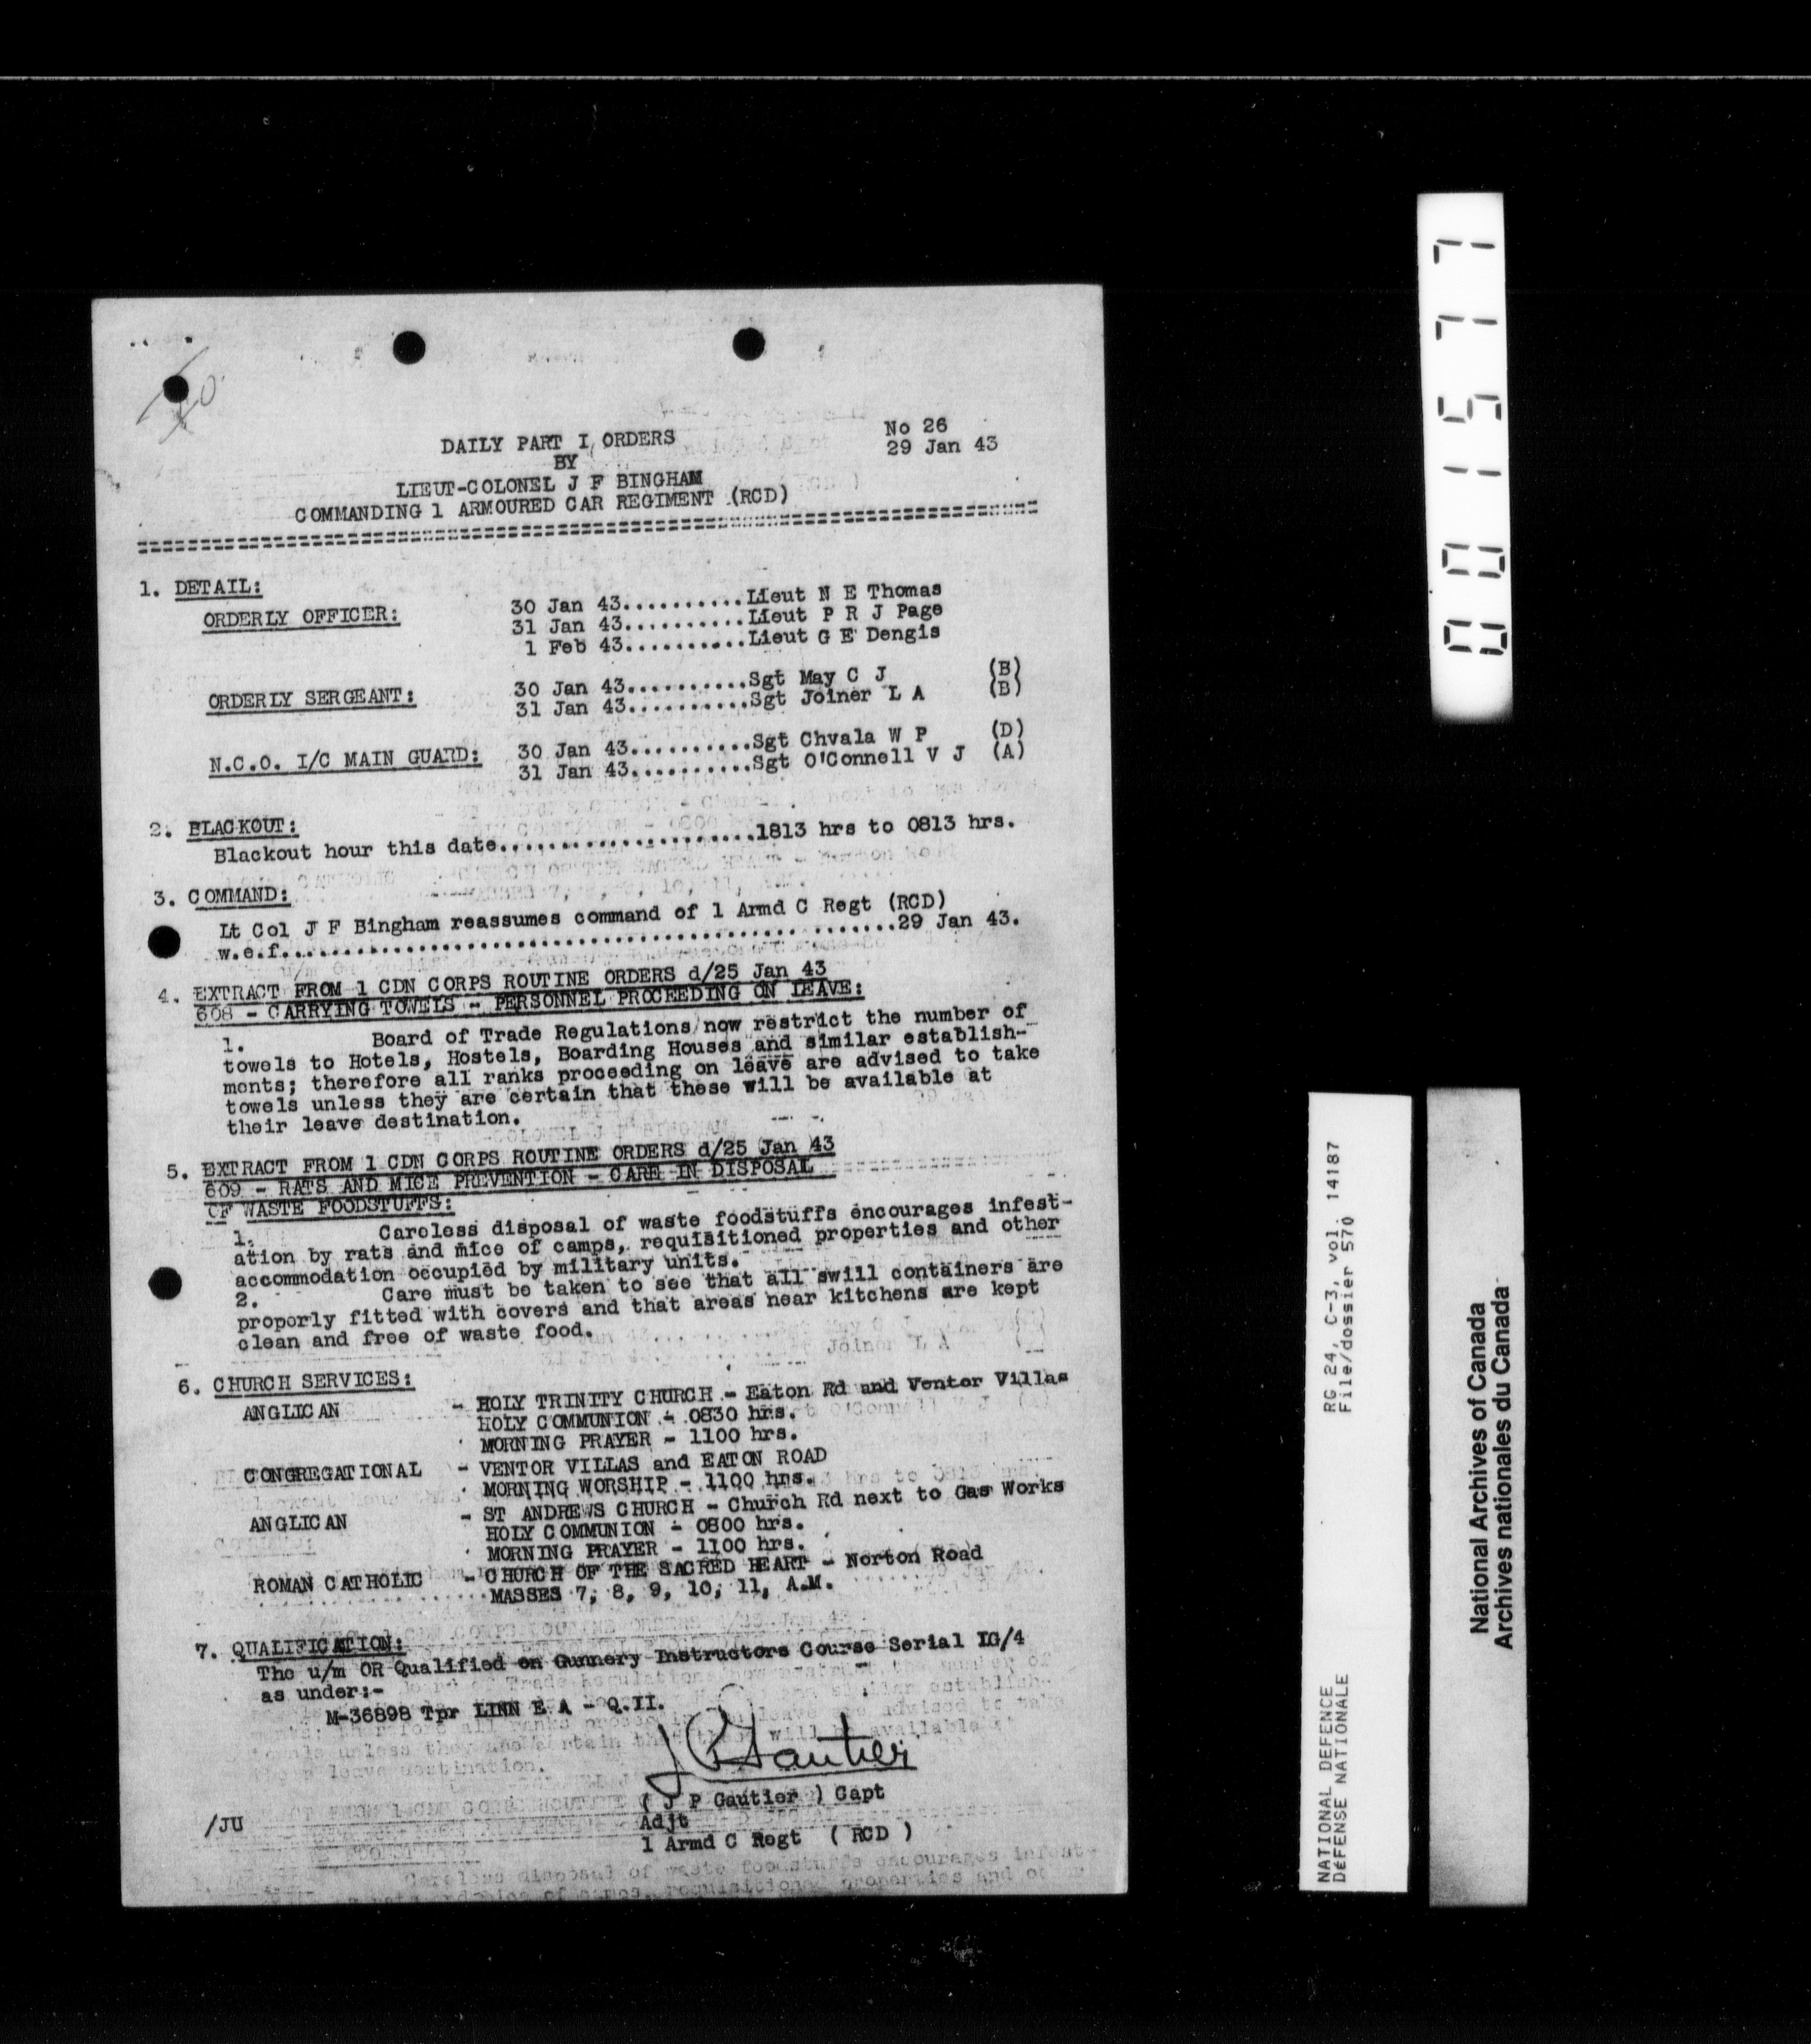 No 26
DAILY PART I ORDERS
29 Jan 43
BY
LIEUT-COLONEL J F BINGHAM
COMMANDING 1 ARMOURED CAR REGIMENT (RCD)
1. DETAIL:
ORDERLY OFFICER:
30 Jan 43..........Lieut N E Thomas
31 Jan 43..........Lieut P R J Page
1 Feb 43..........Lieut G E Dengis
ORDERLY SERGEANT:
30 Jan 43..........Sgt May C J (B)
31 Jan 43..........Sgt Joiner L A (B)
N.C.O. I/C MAIN GUARD:
30 Jan 43..........Sgt Chvala W P (D)
31 Jan 43..........Sgt O'Connell V J (A)
2. BLACKOUT:
Blackout hour this date......................1813 hrs to 0813 hrs.
3. COMMAND:
Lt Col J F Bingham reassumes command of 1 Armd C Regt (RCD)
w.e.f....................................................29 Jan 43.
4. EXTRACT FROM 1 CDN CORPS ROUTINE ORDERS d/25 Jan 43
608 - CARRYING TOWELS - PERSONNEL PROCEEDING ON LEAVE:
1. Board of Trade Regulations now restrict the number of
towels to Hotels, Hostels, Boarding Houses and similar establish-
ments; therefore all ranks proceeding on leave are advised to take
towels unless they are certain that these will be available at
their leave destination.
5. EXTRACT FROM 1 CDN CORPS ROUTINE ORDERS d/25 Jan 43
609 - RATS AND MICE PREVENTION - CARE IN DISPOSAL
OF WASTE FOODSTUFFS:
1. Careless disposal of waste foodstuffs encourages infest-
ation by rats and mice of camps, requisitioned properties and other
accommodation occupied by military units.
2. Care must be taken to see that all swill containers are
properly fitted with covers and that areas near kitchens are kept
clean and free of waste food.
6. CHURCH SERVICES:
ANGLICAN - HOLY TRINITY CHURCH - Eaton Rd and Ventor Villas
HOLY COMMUNION - 0830 hrs.
MORNING PRAYER - 1100 hrs.
CONGREGATIONAL - VENTOR VILLAS and EATON ROAD
MORNING WORSHIP - 1100 hrs.
ANGLICAN - ST ANDREWS CHURCH - Church Rd next to Gas Works
HOLY COMMUNION - 0800 hrs.
MORNING PRAYER - 1100 hrs.
ROMAN CATHOLIC - CHURCH OF THE SACRED HEART - Norton Road
MASSES 7, 8, 9, 10, 11, A.M.
7. QUALIFICATION:
The u/m OR Qualified on Gunnery Instructors Course Serial IG/4
as under:-
M-36898 Tpr LINN E A - Q.II.
J P Gautier
( J P Gautier ) Capt
Adjt
1 Armd C Regt ( RCD )
/JU
001577
RG 24, C-3, vol. 14187
File/dossier 570
NATIONAL DEFENCE
DÉFENSE NATIONALE
National Archives of Canada
Archives nationales du Canada